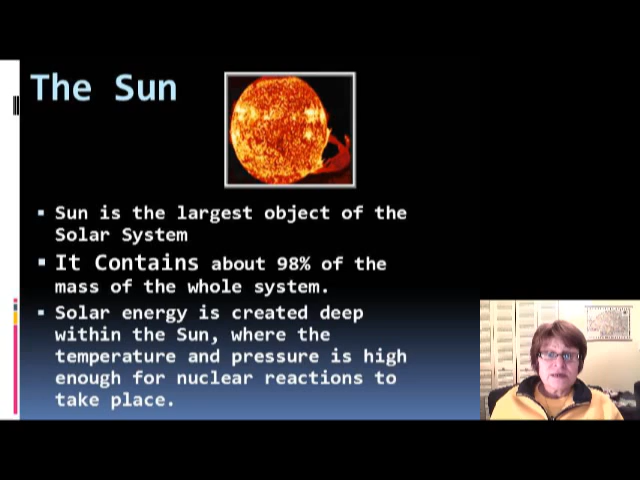 The Sun
▪ Sun is the largest object of the
Solar System
▪ It Contains about 98% of the
mass of the whole system.
▪ Solar energy is created deep
within the Sun, where the
temperature and pressure is high
enough for nuclear reactions to
take place.